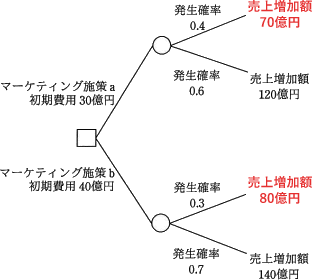 発生確率
0.4
売上増加額
70億円
マーケティング施策a
初期費用30億円
発生確率
0.6
売上増加額
120億円
マーケティング施策b
初期費用40億円
発生確率
0.3
売上増加額
80億円
発生確率
0.7
売上増加額
140億円